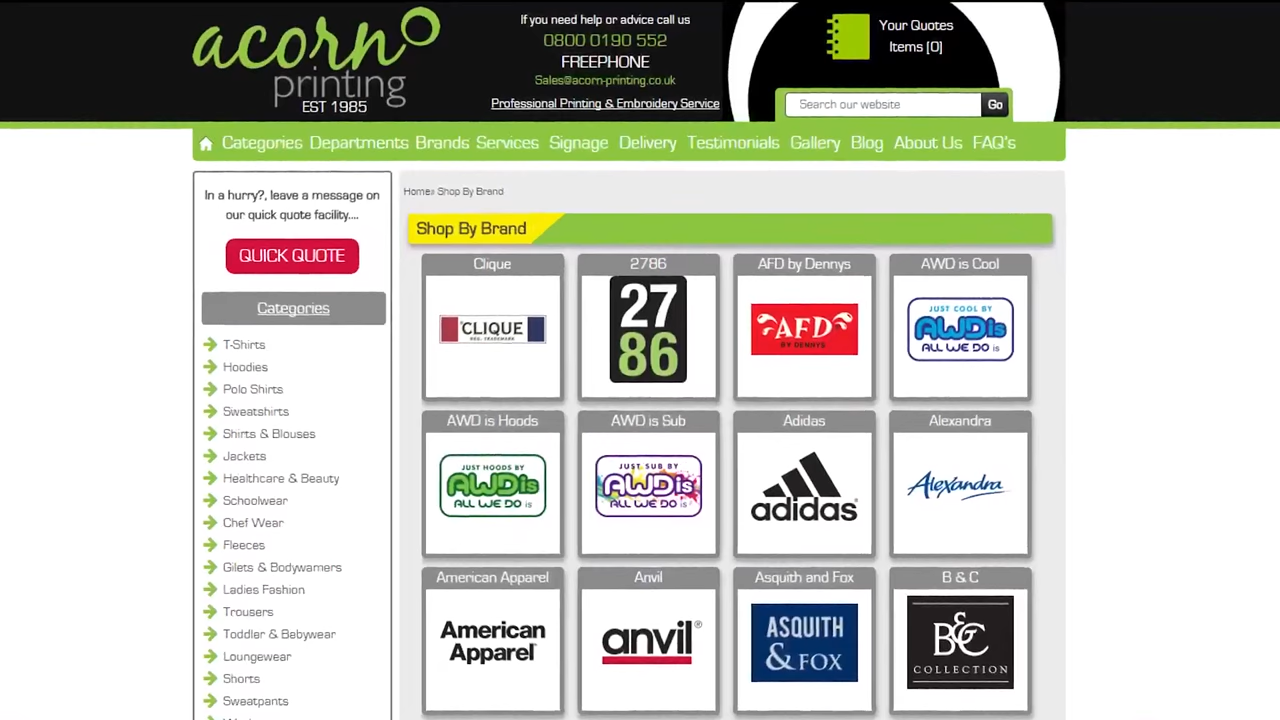 acorn
printing
EST 1985
If you need help or advice call us
0800 0190 552
FREEPHONE
Sales@acorn-printing.co.uk
Professional Printing & Embroidery Service
Your Quotes
Items [0]
Search our website
Go
Categories Departments Brands Services Signage Delivery Testimonials Gallery Blog About Us FAQ's
In a hurry?, leave a message on
our quick quote facility....
QUICK QUOTE
Categories
T-Shirts
Hoodies
Polo Shirts
Sweatshirts
Shirts & Blouses
Jackets
Healthcare & Beauty
Schoolwear
Chef Wear
Fleeces
Gilets & Bodywarmers
Ladies Fashion
Trousers
Toddler & Babywear
Loungewear
Shorts
Sweatpants
Home» Shop By Brand
Shop By Brand
Clique
2786
AFD by Dennys
AWD is Cool
CLIQUE
REG. TRADEMARK
27
86
AFD
BY DENNYS
JUST COOL BY
AWDis
ALL WE DO is
AWD is Hoods
AWD is Sub
Adidas
Alexandra
JUST HOODS BY
AWDis
ALL WE DO is
JUST SUB BY
AWDis
ALL WE DO is
adidas
Alexandra
American Apparel
Anvil
Asquith and Fox
B & C
American
Apparel
anvil®
ASQUITH
& FOX
B&C
COLLECTION